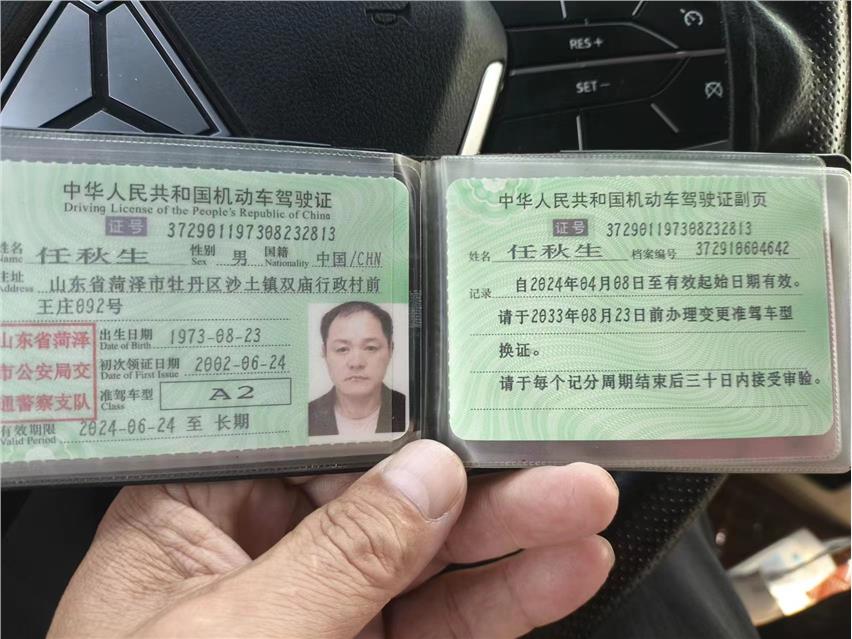 RES +
SET -
中华人民共和国机动车驾驶证
Driving License of the People's Republic of China
证号 372901197308232813
姓名 任秋生 性别 男 国籍 中国/CHN
Name Sex Nationality
住址 山东省菏泽市牡丹区沙土镇双庙行政村前
Address 王庄092号
山东省菏泽
市公安局交
通警察支队
出生日期 1973-08-23
Date of Birth
初次领证日期 2002-06-24
Date of First Issue
准驾车型 A2
Class
有效期限 2024-06-24 至 长期
Valid Period
中华人民共和国机动车驾驶证副页
证号 372901197308232813
姓名 任秋生 档案编号 372910604642
记录 自2024年04月08日至有效起始日期有效。
请于2033年08月23日前办理变更准驾车型
换证。
请于每个记分周期结束后三十日内接受审验。